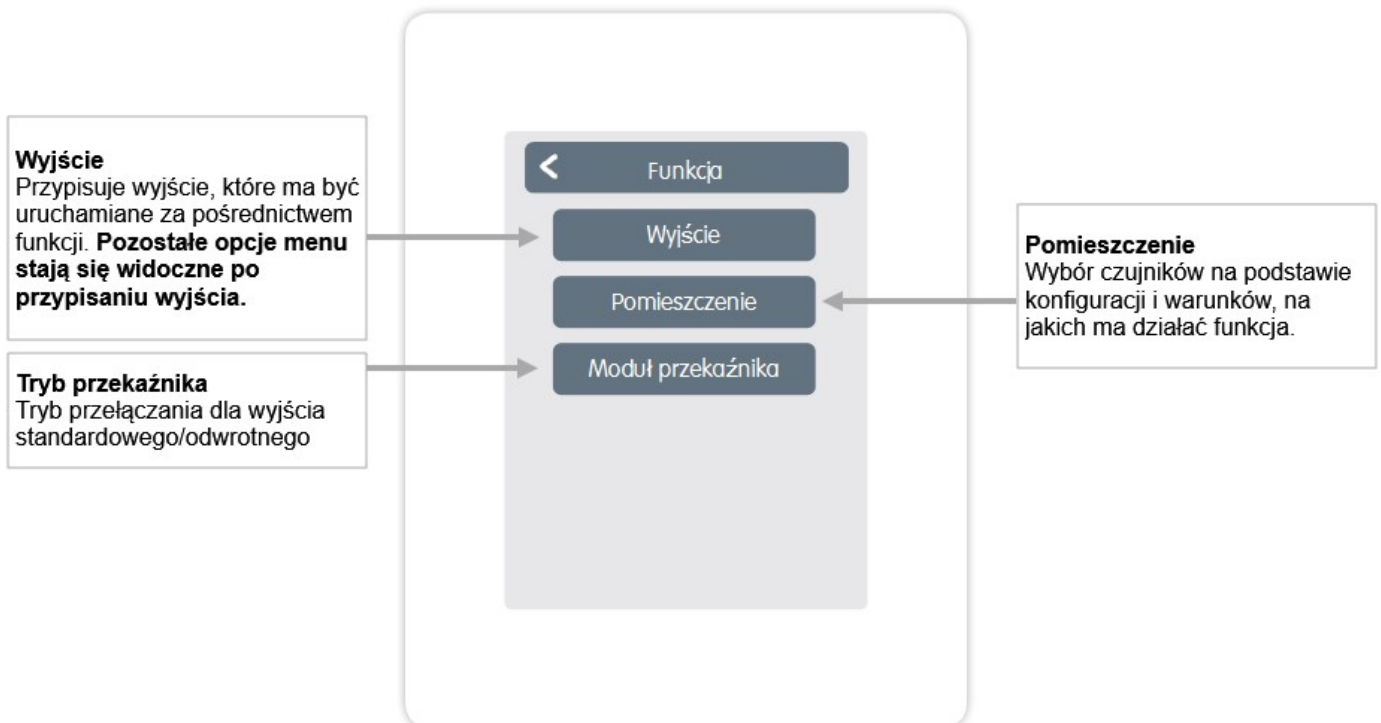 Wyjście
Przypisuje wyjście, które ma być
uruchamiane za pośrednictwem
funkcji. Pozostałe opcje menu
stają się widoczne po
przypisaniu wyjścia.
Tryb przekaźnika
Tryb przełączania dla wyjścia
standardowego/odwrotnego
Funkcja
Wyjście
Pomieszczenie
Moduł przekaźnika
Pomieszczenie
Wybór czujników na podstawie
konfiguracji i warunków, na
jakich ma działać funkcja.